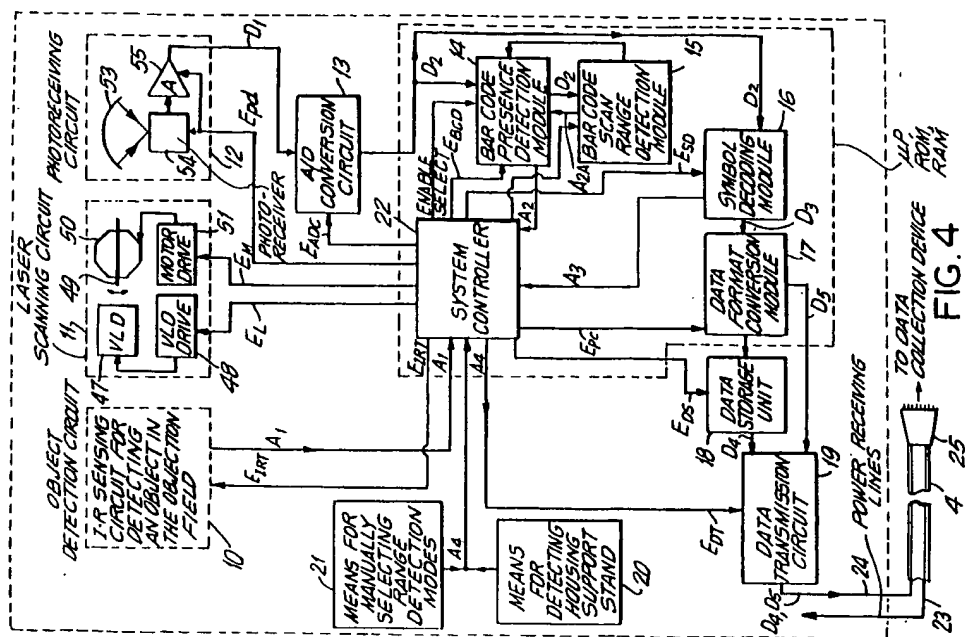 LASER
SCANNING CIRCUIT
OBJECT
DETECTION CIRCUIT
PHOTORECEIVING
CIRCUIT
I-R SENSING
CIRCUIT FOR
DETECTING
AN OBJECT IN
THE OBJECTION
FIELD
10
11
47
VLD
49
50
VLD
DRIVE
48
MOTOR
DRIVE
51
53
55
A
54
12
D1
Epd
PHOTO-
RECEIVER
EIRT
A1
EIRT
A1
A4
EL
EM
EADC
A/D
CONVERSION
CIRCUIT
13
22
SYSTEM
CONTROLLER
ENABLE
SELECT
EBCD
D2
14
BAR CODE
PRESENCE
DETECTION
MODULE
D2
A2A
A2
BAR CODE
SCAN
RANGE
DETECTION
MODULE
15
ESD
D2
16
SYMBOL
DECODING
MODULE
A3
D3
DATA
FORMAT
CONVERSION
MODULE
17
D5
µP,
ROM,
RAM
21
MEANS FOR
MANUALLY
SELECTING
RANGE
DETECTION
MODES
A4
MEANS
FOR
DETECTING
HOUSING
SUPPORT
STAND
20
EPC
EDS
DATA
STORAGE
UNIT
18
D4
EDT
DATA
TRANSMISSION
CIRCUIT
19
D4, D5
POWER RECEIVING
LINES
24
23
4
25
TO DATA
COLLECTION DEVICE
FIG. 4